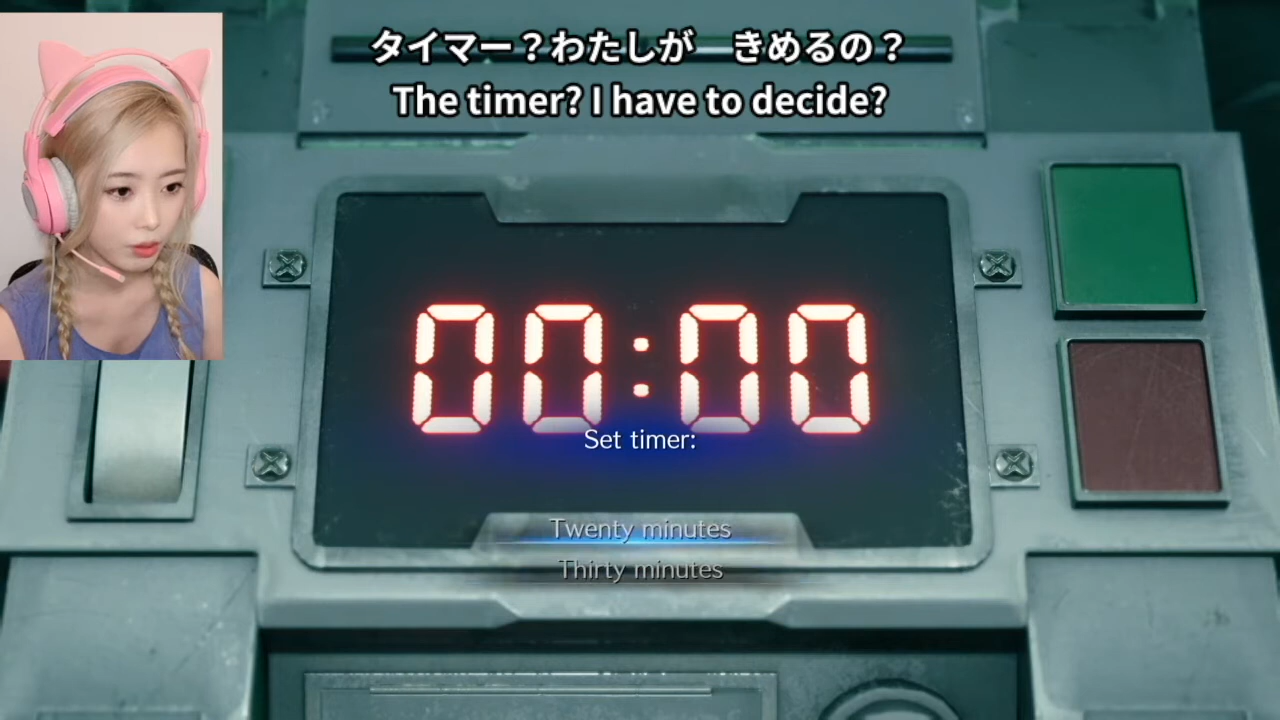 タイマー？わたしが　きめるの？
The timer? I have to decide?
00:00
Set timer:
Twenty minutes
Thirty minutes